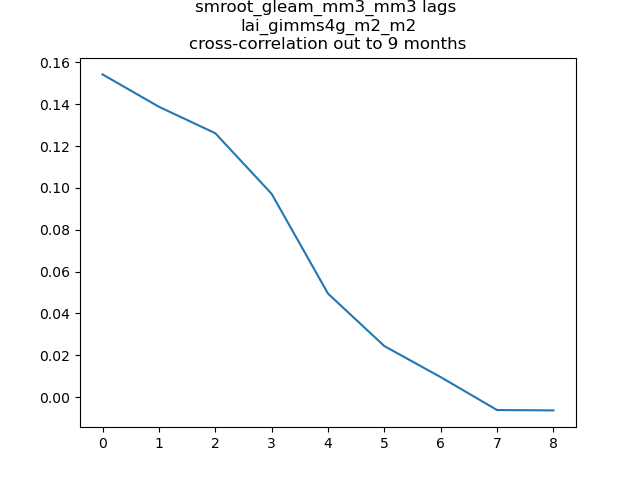 smroot_gleam_mm3_mm3 lags
lai_gimms4g_m2_m2
cross-correlation out to 9 months
0.16
0.14
0.12
0.10
0.08
0.06
0.04
0.02
0.00
0 1 2 3 4 5 6 7 8